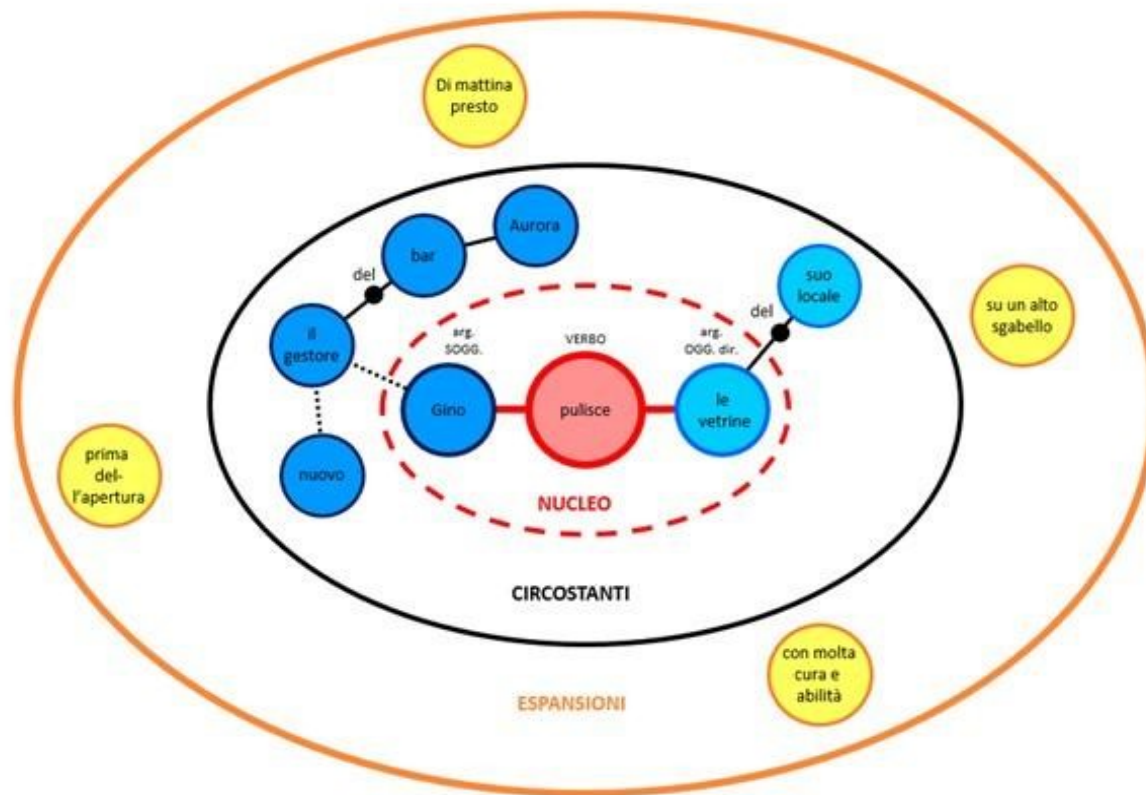 Di mattina
presto
Aurora
bar
del
suo
locale
su un alto
sgabello
del
il
gestore
arg.
SOGG.
VERBO
arg.
OGG. dir.
Gino
pulisce
le
vetrine
prima
del-
l'apertura
nuovo
NUCLEO
CIRCOSTANTI
con molta
cura e
abilità
ESPANSIONI